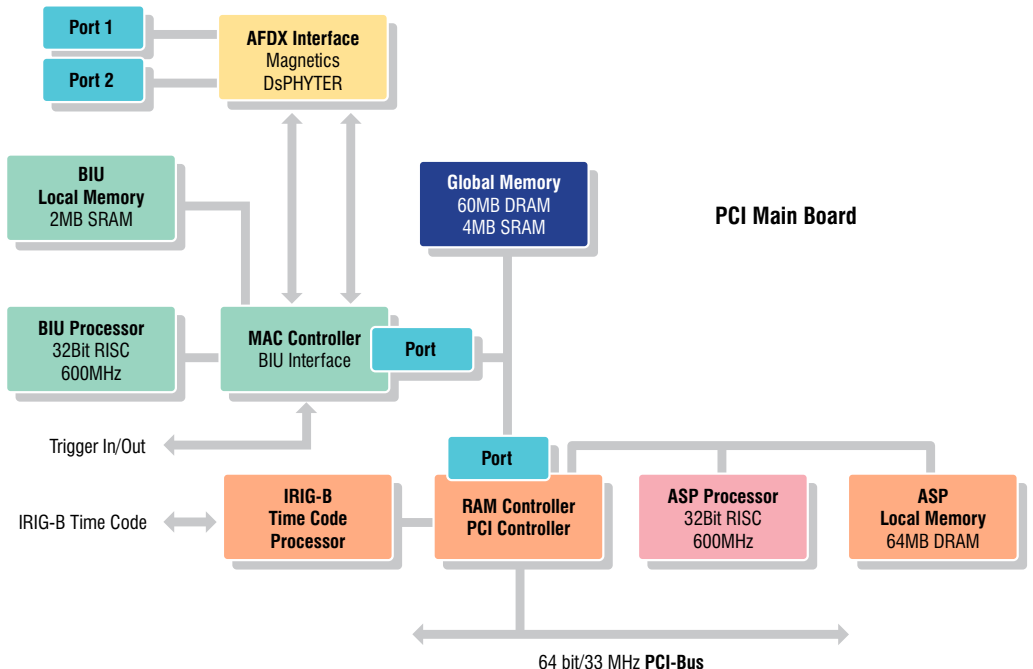 Port 1
Port 2
AFDX Interface
Magnetics
DsPHYTER
BIU
Local Memory
2MB SRAM
Global Memory
60MB DRAM
4MB SRAM
PCI Main Board
BIU Processor
32Bit RISC
600MHz
MAC Controller
BIU Interface
Port
Trigger In/Out
Port
IRIG-B Time Code
IRIG-B
Time Code
Processor
RAM Controller
PCI Controller
ASP Processor
32Bit RISC
600MHz
ASP
Local Memory
64MB DRAM
64 bit/33 MHz PCI-Bus